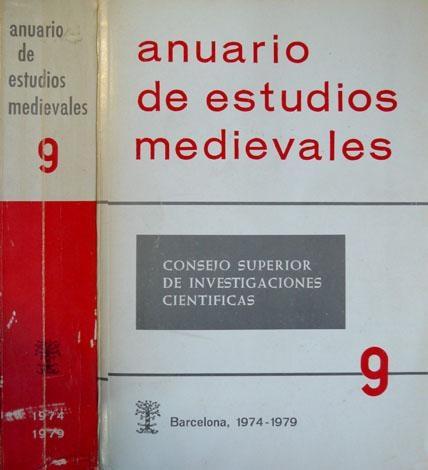 anuario
de
estudios
medievales
9
1974
1979
anuario
de estudios
medievales
CONSEJO SUPERIOR
DE INVESTIGACIONES
CIENTIFICAS
9
Barcelona, 1974-1979